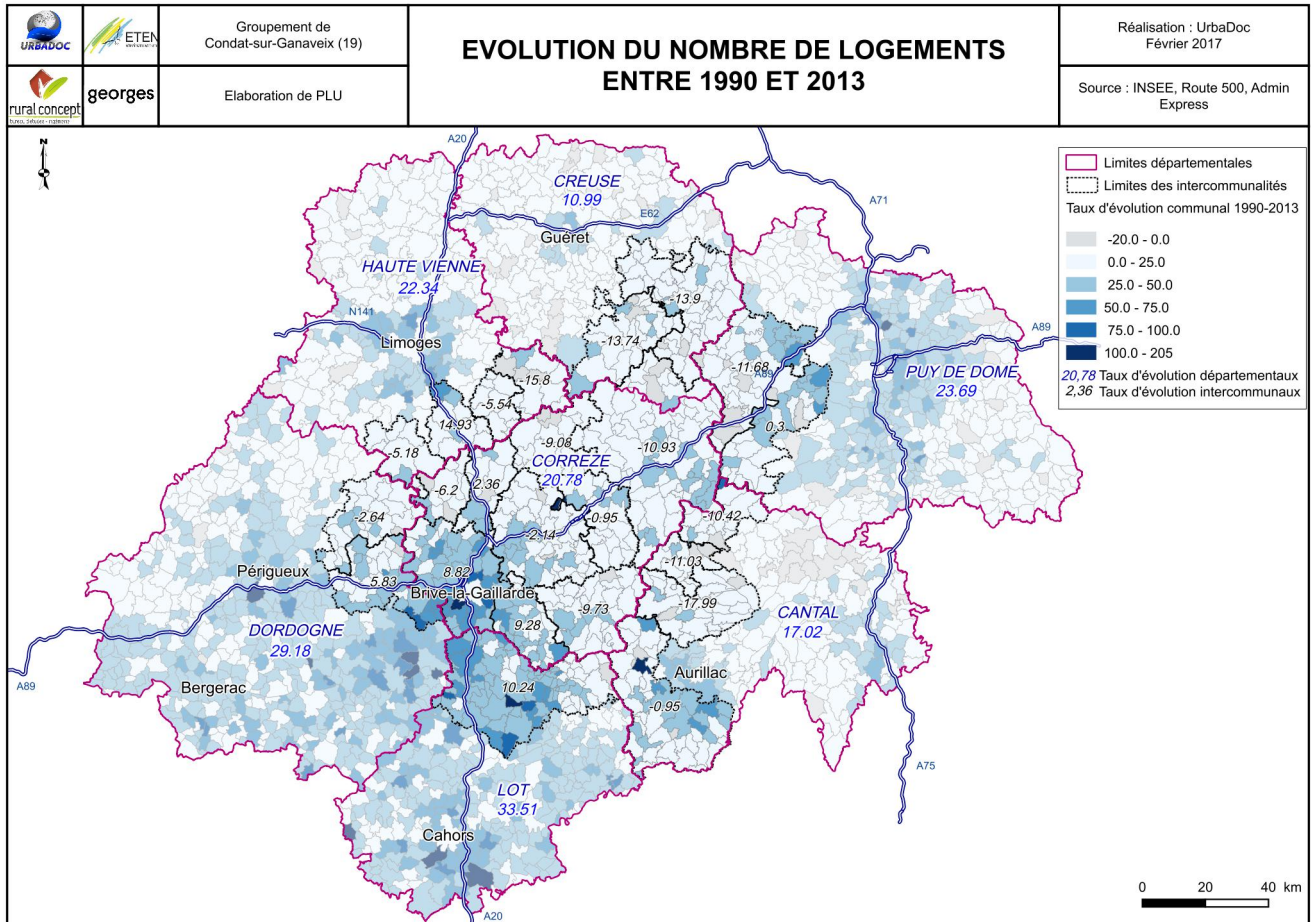 URBADOC
ETEN
Groupement de
Condat-sur-Ganaveix (19)
rural concept
georges
Elaboration de PLU
EVOLUTION DU NOMBRE DE LOGEMENTS
ENTRE 1990 ET 2013
Réalisation : UrbaDoc
Février 2017
Source : INSEE, Route 500, Admin
Express
N
Limites départementales
Limites des intercommunalités
Taux d'évolution communal 1990-2013
-20.0 - 0.0
0.0 - 25.0
25.0 - 50.0
50.0 - 75.0
75.0 - 100.0
100.0 - 205
20,78 Taux d'évolution départementaux
2,36 Taux d'évolution intercommunaux
A20
CREUSE
10.99
E62
A71
Guéret
HAUTE VIENNE
22.34
-13.9
N141
Limoges
-13.74
A89
-11.68
A89
-15.8
PUY DE DOME
23.69
-5.54
14.93
0.3
-9.08
-10.93
-5.18
CORREZE
20.78
-6.2
2.36
-2.64
0.95
-10.42
-2.14
-11.03
Périgueux
5.83
8.82
Brive-la-Gaillarde
-17.99
-9.73
CANTAL
17.02
9.28
DORDOGNE
29.18
Aurillac
A89
Bergerac
10.24
-0.95
A75
LOT
33.51
Cahors
A20
0 20 40 km